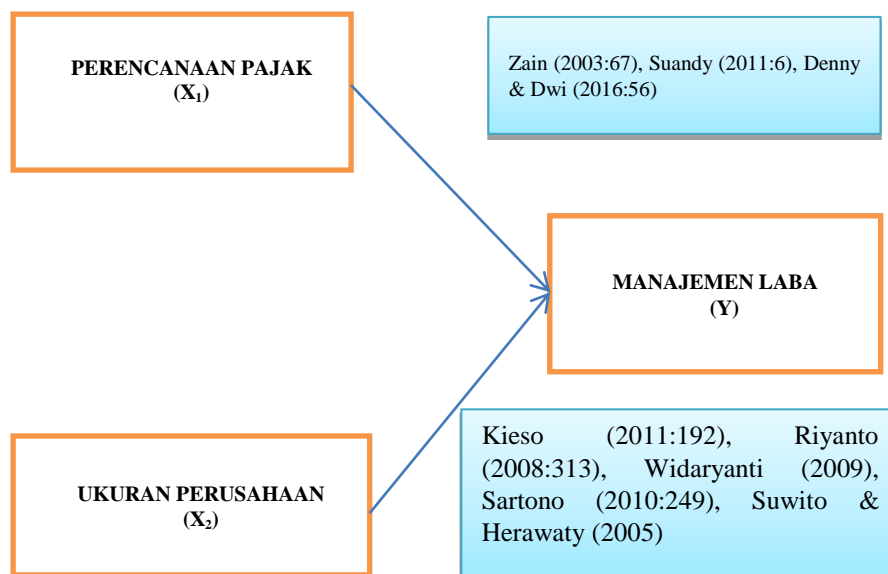 PERENCANAAN PAJAK
(X₁)
Zain (2003:67), Suandy (2011:6), Denny
& Dwi (2016:56)
MANAJEMEN LABA
(Y)
UKURAN PERUSAHAAN
(X₂)
Kieso (2011:192), Riyanto
(2008:313), Widaryanti (2009),
Sartono (2010:249), Suwito &
Herawaty (2005)